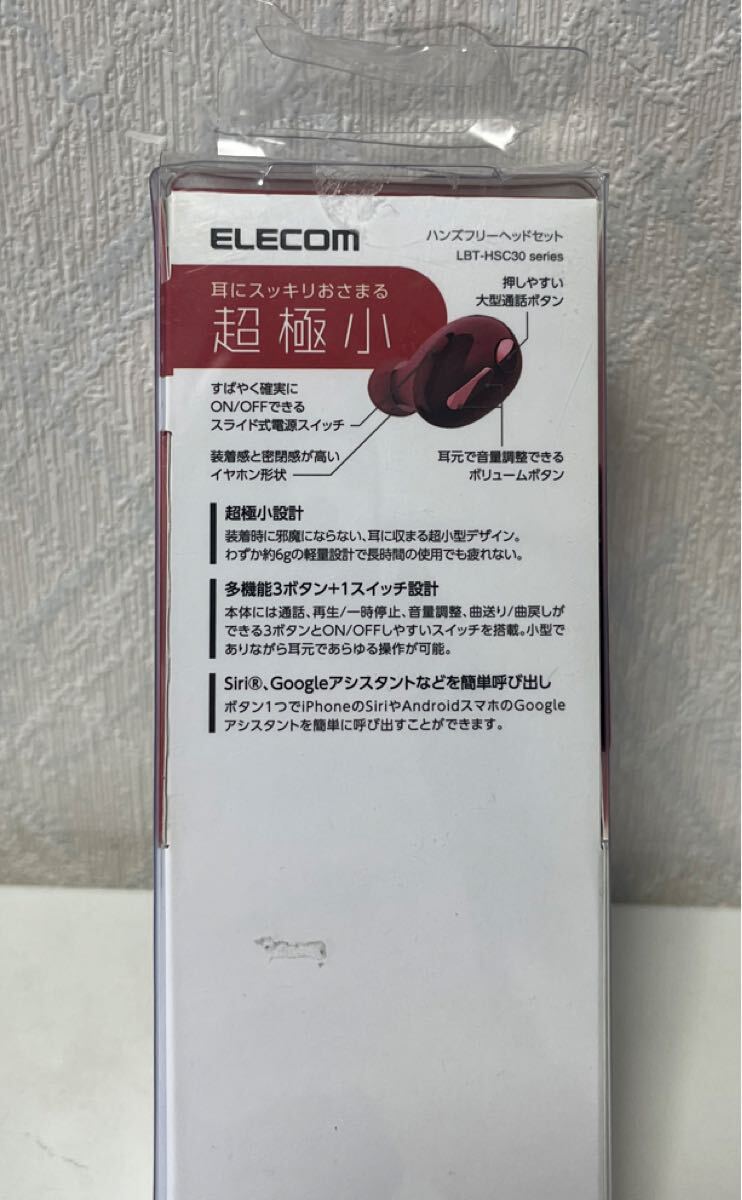 ELECOM
ハンズフリーヘッドセット
LBT-HSC30 series
耳にスッキリおさまる
超極小
押しやすい
大型通話ボタン
すばやく確実に
ON/OFFできる
スライド式電源スイッチ
装着感と密閉感が高い
イヤホン形状
耳元で音量調整できる
ボリュームボタン
超極小設計
装着時に邪魔にならない、耳に収まる超小型デザイン。
わずか約6gの軽量設計で長時間の使用でも疲れない。
多機能3ボタン+1スイッチ設計
本体には通話、再生/一時停止、音量調整、曲送り/曲戻しが
できる3ボタンとON/OFFしやすいスイッチを搭載。小型で
ありながら耳元であらゆる操作が可能。
Siri®、Googleアシスタントなどを簡単呼び出し
ボタン1つでiPhoneのSiriやAndroidスマホのGoogle
アシスタントを簡単に呼び出すことができます。